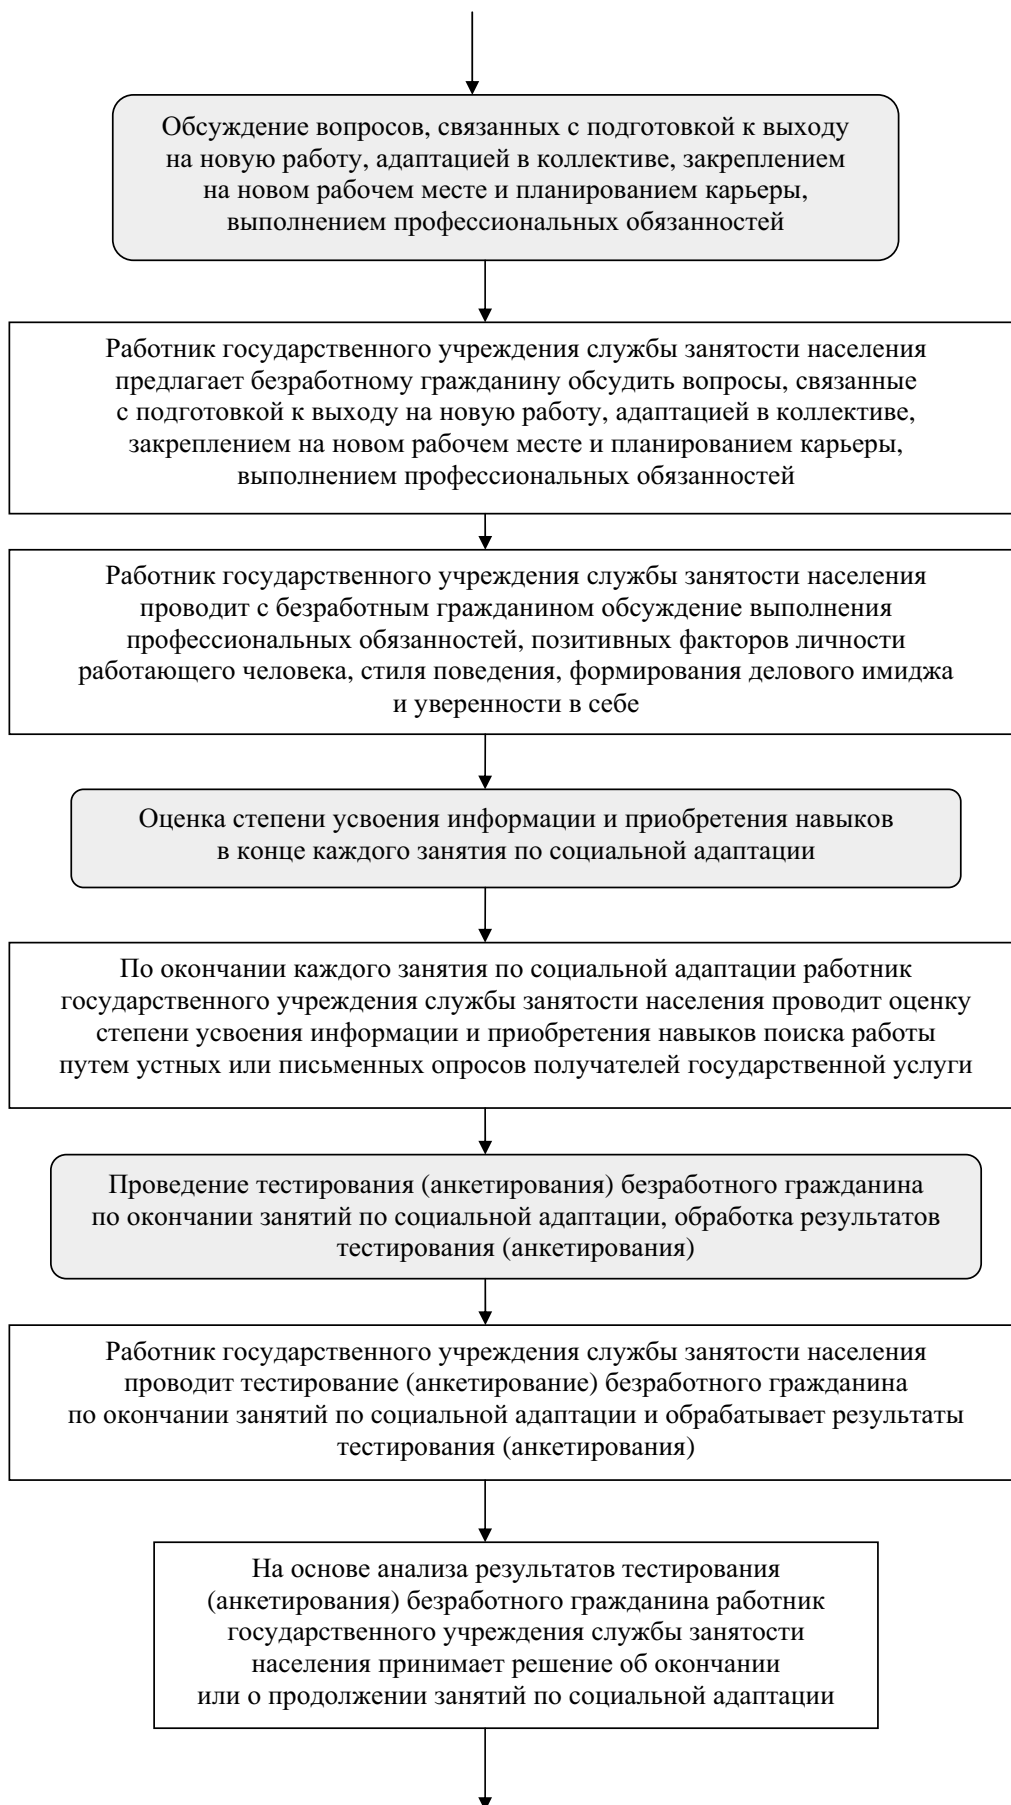 Обсуждение вопросов, связанных с подготовкой к выходу
на новую работу, адаптацией в коллективе, закреплением
на новом рабочем месте и планированием карьеры,
выполнением профессиональных обязанностей
Работник государственного учреждения службы занятости населения
предлагает безработному гражданину обсудить вопросы, связанные
с подготовкой к выходу на новую работу, адаптацией в коллективе,
закреплением на новом рабочем месте и планированием карьеры,
выполнением профессиональных обязанностей
Работник государственного учреждения службы занятости населения
проводит с безработным гражданином обсуждение выполнения
профессиональных обязанностей, позитивных факторов личности
работающего человека, стиля поведения, формирования делового имиджа
и уверенности в себе
Оценка степени усвоения информации и приобретения навыков
в конце каждого занятия по социальной адаптации
По окончании каждого занятия по социальной адаптации работник
государственного учреждения службы занятости населения проводит оценку
степени усвоения информации и приобретения навыков поиска работы
путем устных или письменных опросов получателей государственной услуги
Проведение тестирования (анкетирования) безработного гражданина
по окончании занятий по социальной адаптации, обработка результатов
тестирования (анкетирования)
Работник государственного учреждения службы занятости населения
проводит тестирование (анкетирование) безработного гражданина
по окончании занятий по социальной адаптации и обрабатывает результаты
тестирования (анкетирования)
На основе анализа результатов тестирования
(анкетирования) безработного гражданина работник
государственного учреждения службы занятости
населения принимает решение об окончании
или о продолжении занятий по социальной адаптации